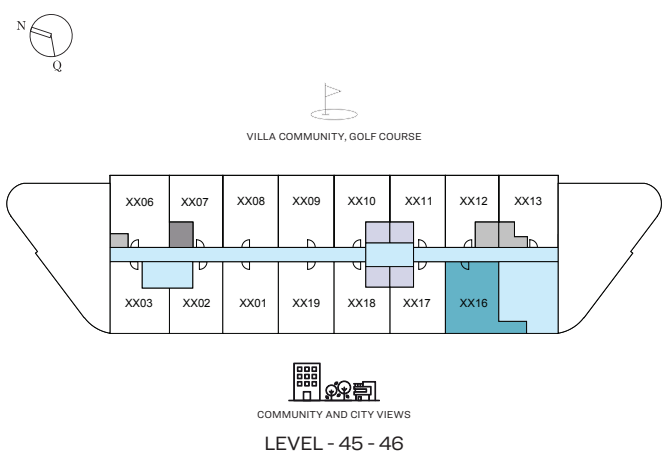 N
Q
VILLA COMMUNITY, GOLF COURSE
XX06 XX07 XX08 XX09 XX10 XX11 XX12 XX13
XX03 XX02 XX01 XX19 XX18 XX17 XX16
COMMUNITY AND CITY VIEWS
LEVEL - 45 - 46